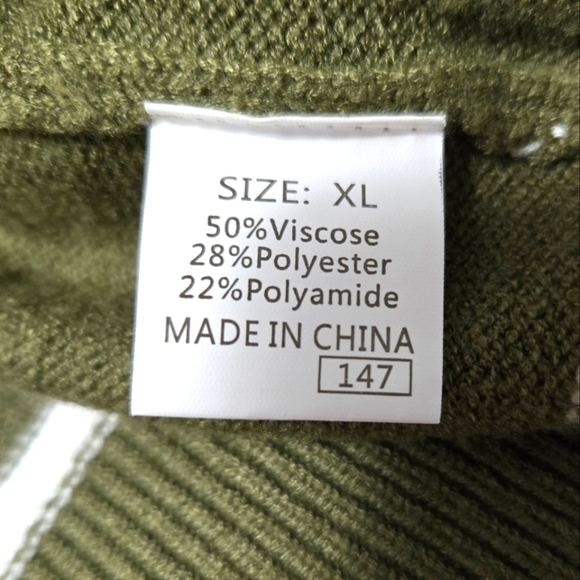 SIZE: XL
50%Viscose
28%Polyester
22%Polyamide
MADE IN CHINA
147